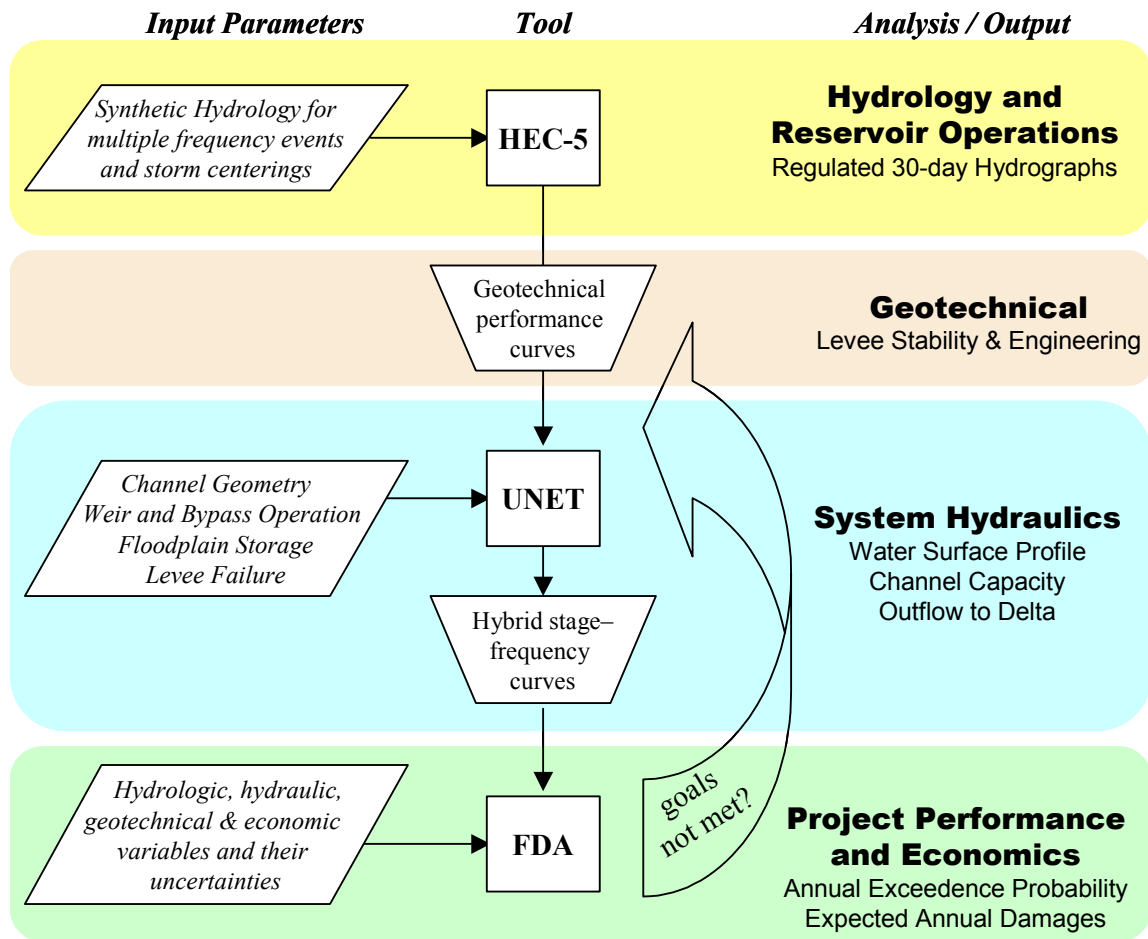 Input Parameters
Tool
Analysis / Output
Synthetic Hydrology for
multiple frequency events
and storm centerings
HEC-5
Hydrology and
Reservoir Operations
Regulated 30-day Hydrographs
Geotechnical
performance
curves
Geotechnical
Levee Stability & Engineering
Channel Geometry
Weir and Bypass Operation
Floodplain Storage
Levee Failure
UNET
System Hydraulics
Water Surface Profile
Channel Capacity
Outflow to Delta
Hybrid stage–
frequency
curves
Hydrologic, hydraulic,
geotechnical & economic
variables and their
uncertainties
FDA
goals
not met?
Project Performance
and Economics
Annual Exceedence Probability
Expected Annual Damages